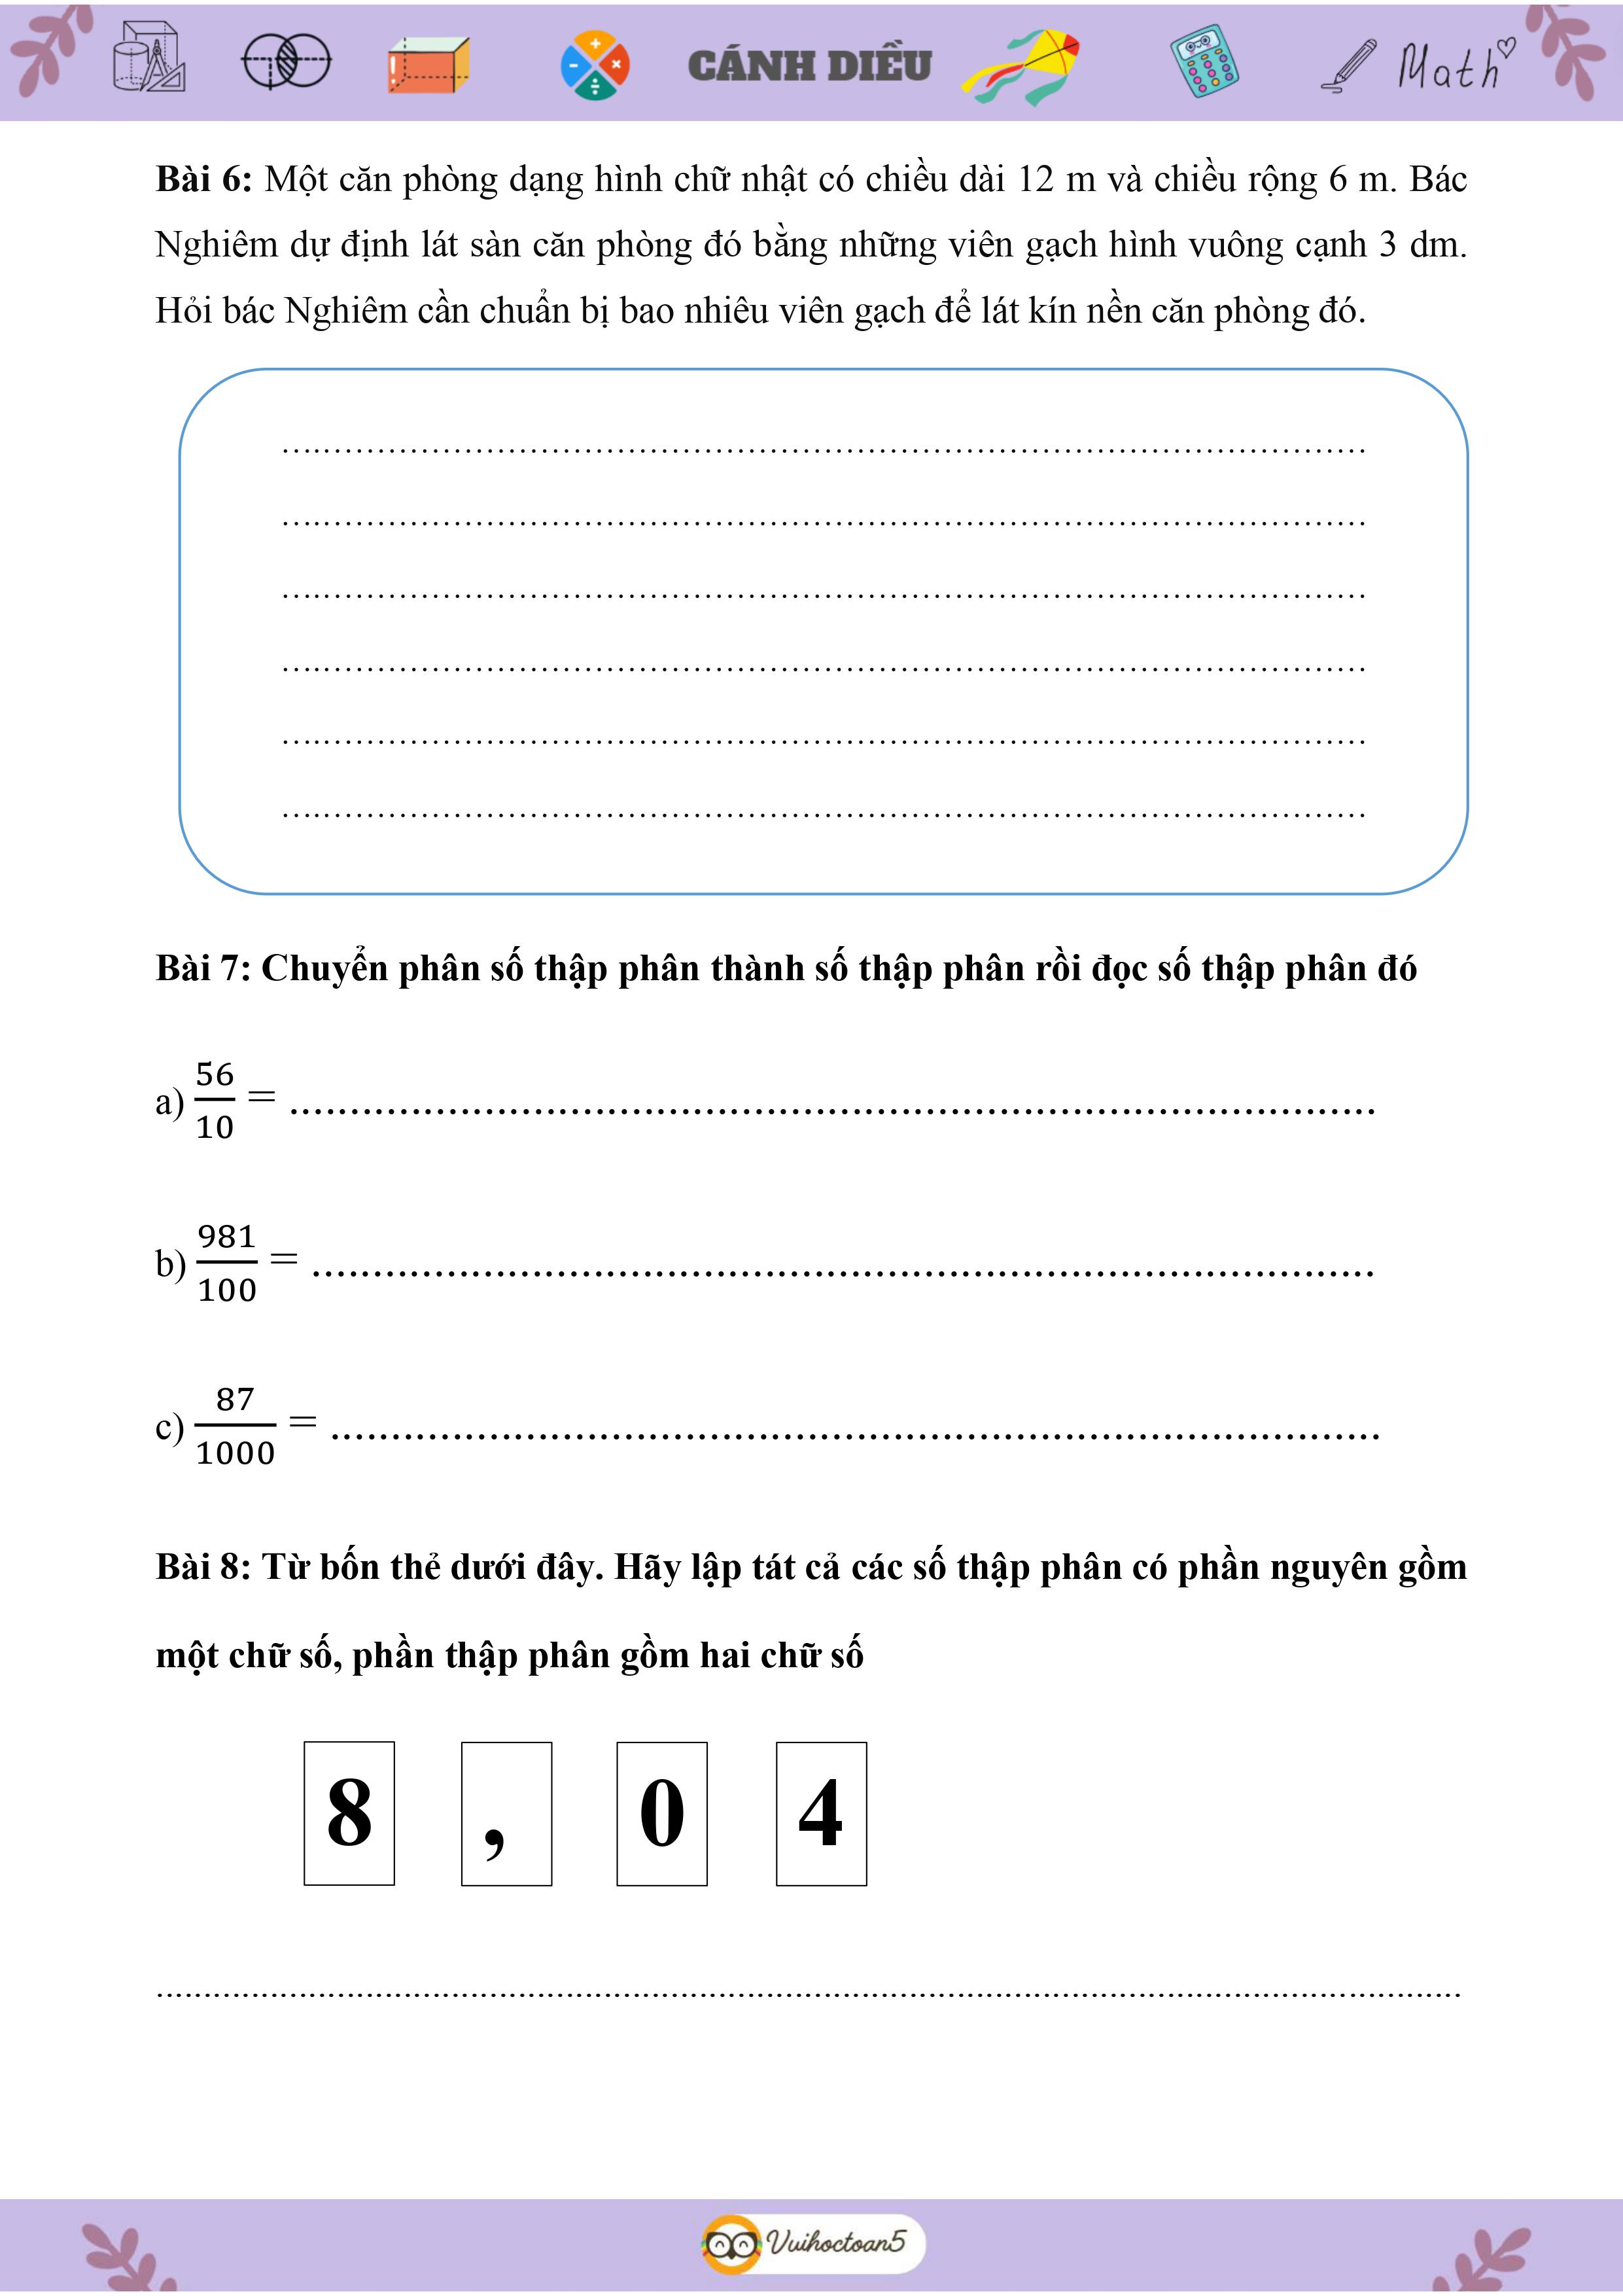 CÁNH DIỀU
Math
Bài 6: Một căn phòng dạng hình chữ nhật có chiều dài 12 m và chiều rộng 6 m. Bác
Nghiêm dự định lát sàn căn phòng đó bằng những viên gạch hình vuông cạnh 3 dm.
Hỏi bác Nghiêm cần chuẩn bị bao nhiêu viên gạch để lát kín nền căn phòng đó.
Bài 7: Chuyển phân số thập phân thành số thập phân rồi đọc số thập phân đó
a) 56/10 = ...............
b) 981/100 = ...............
c) 87/1000 = ...............
Bài 8: Từ bốn thẻ dưới đây. Hãy lập tát cả các số thập phân có phần nguyên gồm
một chữ số, phần thập phân gồm hai chữ số
8 , 0 4
Vuihoctoan5